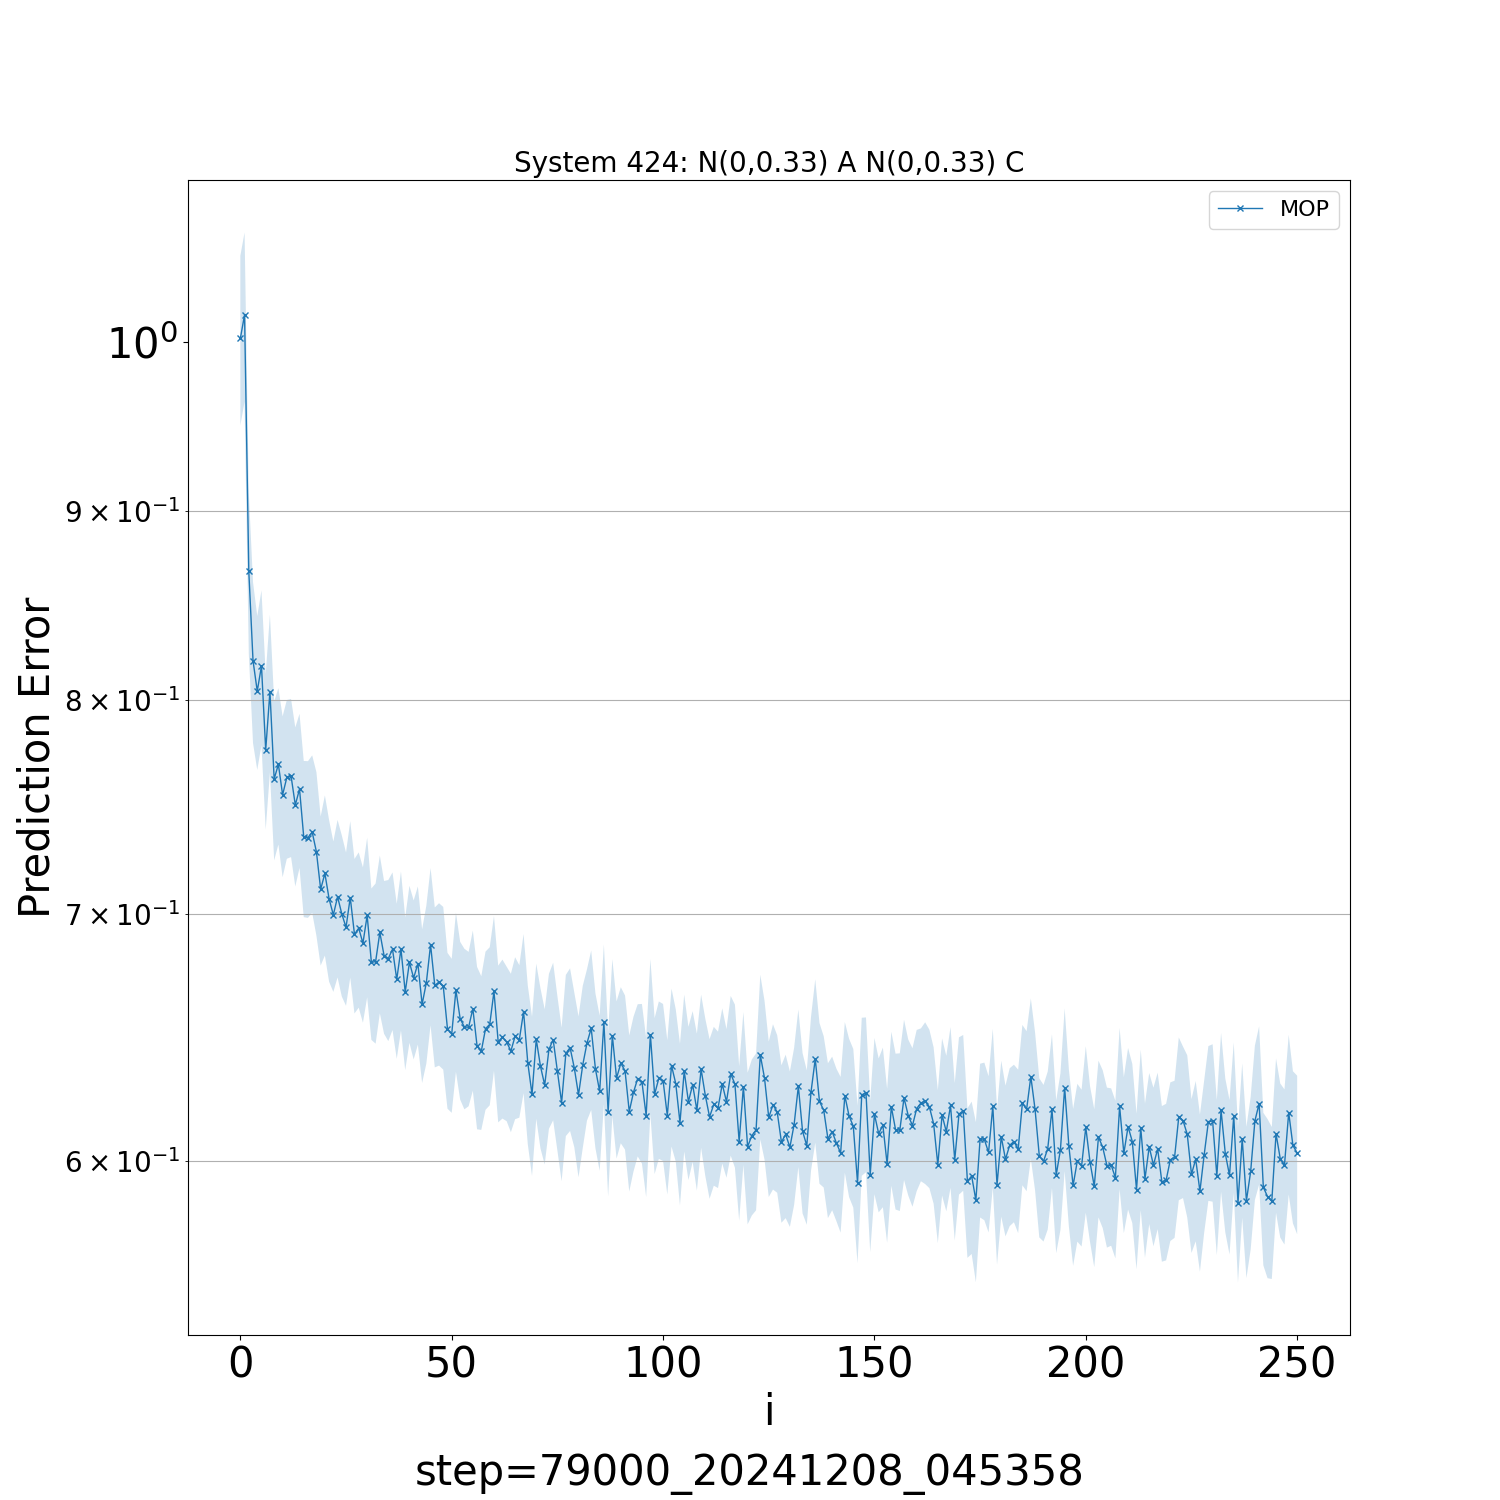 System 424: N(0,0.33) A N(0,0.33) C
MOP
10⁰
9 × 10⁻¹
8 × 10⁻¹
7 × 10⁻¹
6 × 10⁻¹
Prediction Error
0 50 100 150 200 250
i
step=79000_20241208_045358